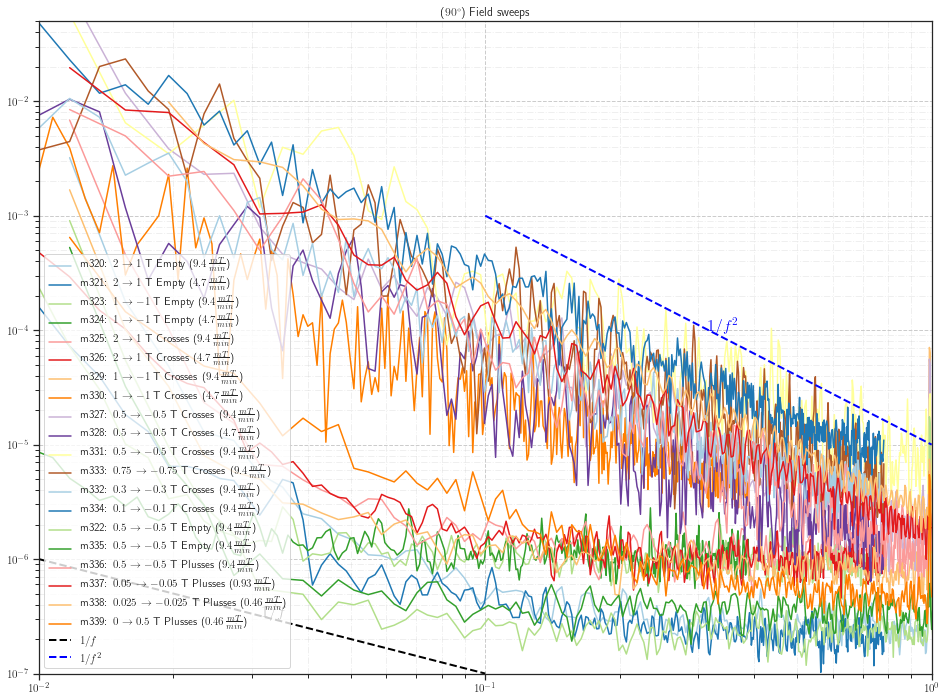 (90°) Field sweeps
10⁻²
10⁻³
10⁻⁴
10⁻⁵
10⁻⁶
10⁻⁷
1/f²
m320: 2 → 1 T Empty (9.4 mT/min)
m321: 2 → 1 T Empty (4.7 mT/min)
m323: 1 → −1 T Empty (9.4 mT/min)
m324: 1 → −1 T Empty (4.7 mT/min)
m325: 2 → 1 T Crosses (9.4 mT/min)
m326: 2 → 1 T Crosses (4.7 mT/min)
m329: 1 → −1 T Crosses (9.4 mT/min)
m330: 1 → −1 T Crosses (4.7 mT/min)
m327: 0.5 → −0.5 T Crosses (9.4 mT/min)
m328: 0.5 → −0.5 T Crosses (4.7 mT/min)
m331: 0.5 → −0.5 T Crosses (9.4 mT/min)
m333: 0.75 → −0.75 T Crosses (9.4 mT/min)
m332: 0.3 → −0.3 T Crosses (9.4 mT/min)
m334: 0.1 → −0.1 T Crosses (9.4 mT/min)
m322: 0.5 → −0.5 T Empty (9.4 mT/min)
m335: 0.5 → −0.5 T Empty (9.4 mT/min)
m336: 0.5 → −0.5 T Plusses (9.4 mT/min)
m337: 0.05 → −0.05 T Plusses (0.93 mT/min)
m338: 0.025 → −0.025 T Plusses (0.46 mT/min)
m339: 0 → 0.5 T Plusses (0.46 mT/min)
1/f
1/f²
10⁻²
10⁻¹
10⁰